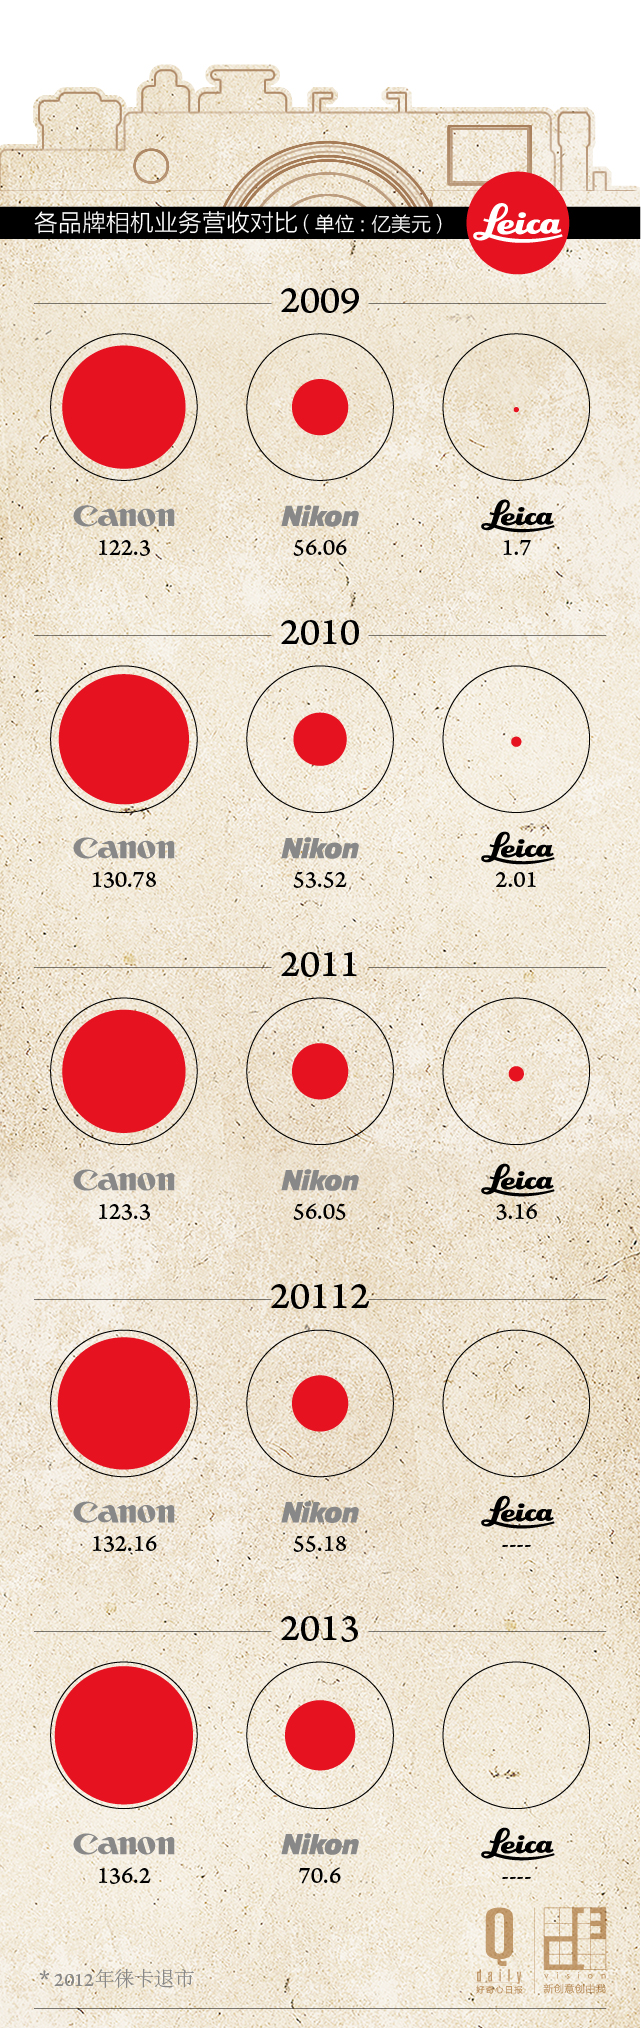 各品牌相机业务营收对比（单位：亿美元）
Leica
2009
Canon Nikon Leica
122.3 56.06 1.7
2010
Canon Nikon Leica
130.78 53.52 2.01
2011
Canon Nikon Leica
123.3 56.05 3.16
20112
Canon Nikon Leica
132.16 55.18 ----
2013
Canon Nikon Leica
136.2 70.6 ----
Q
daily
好奇心日报
vision
新创意创由我
* 2012年徕卡退市